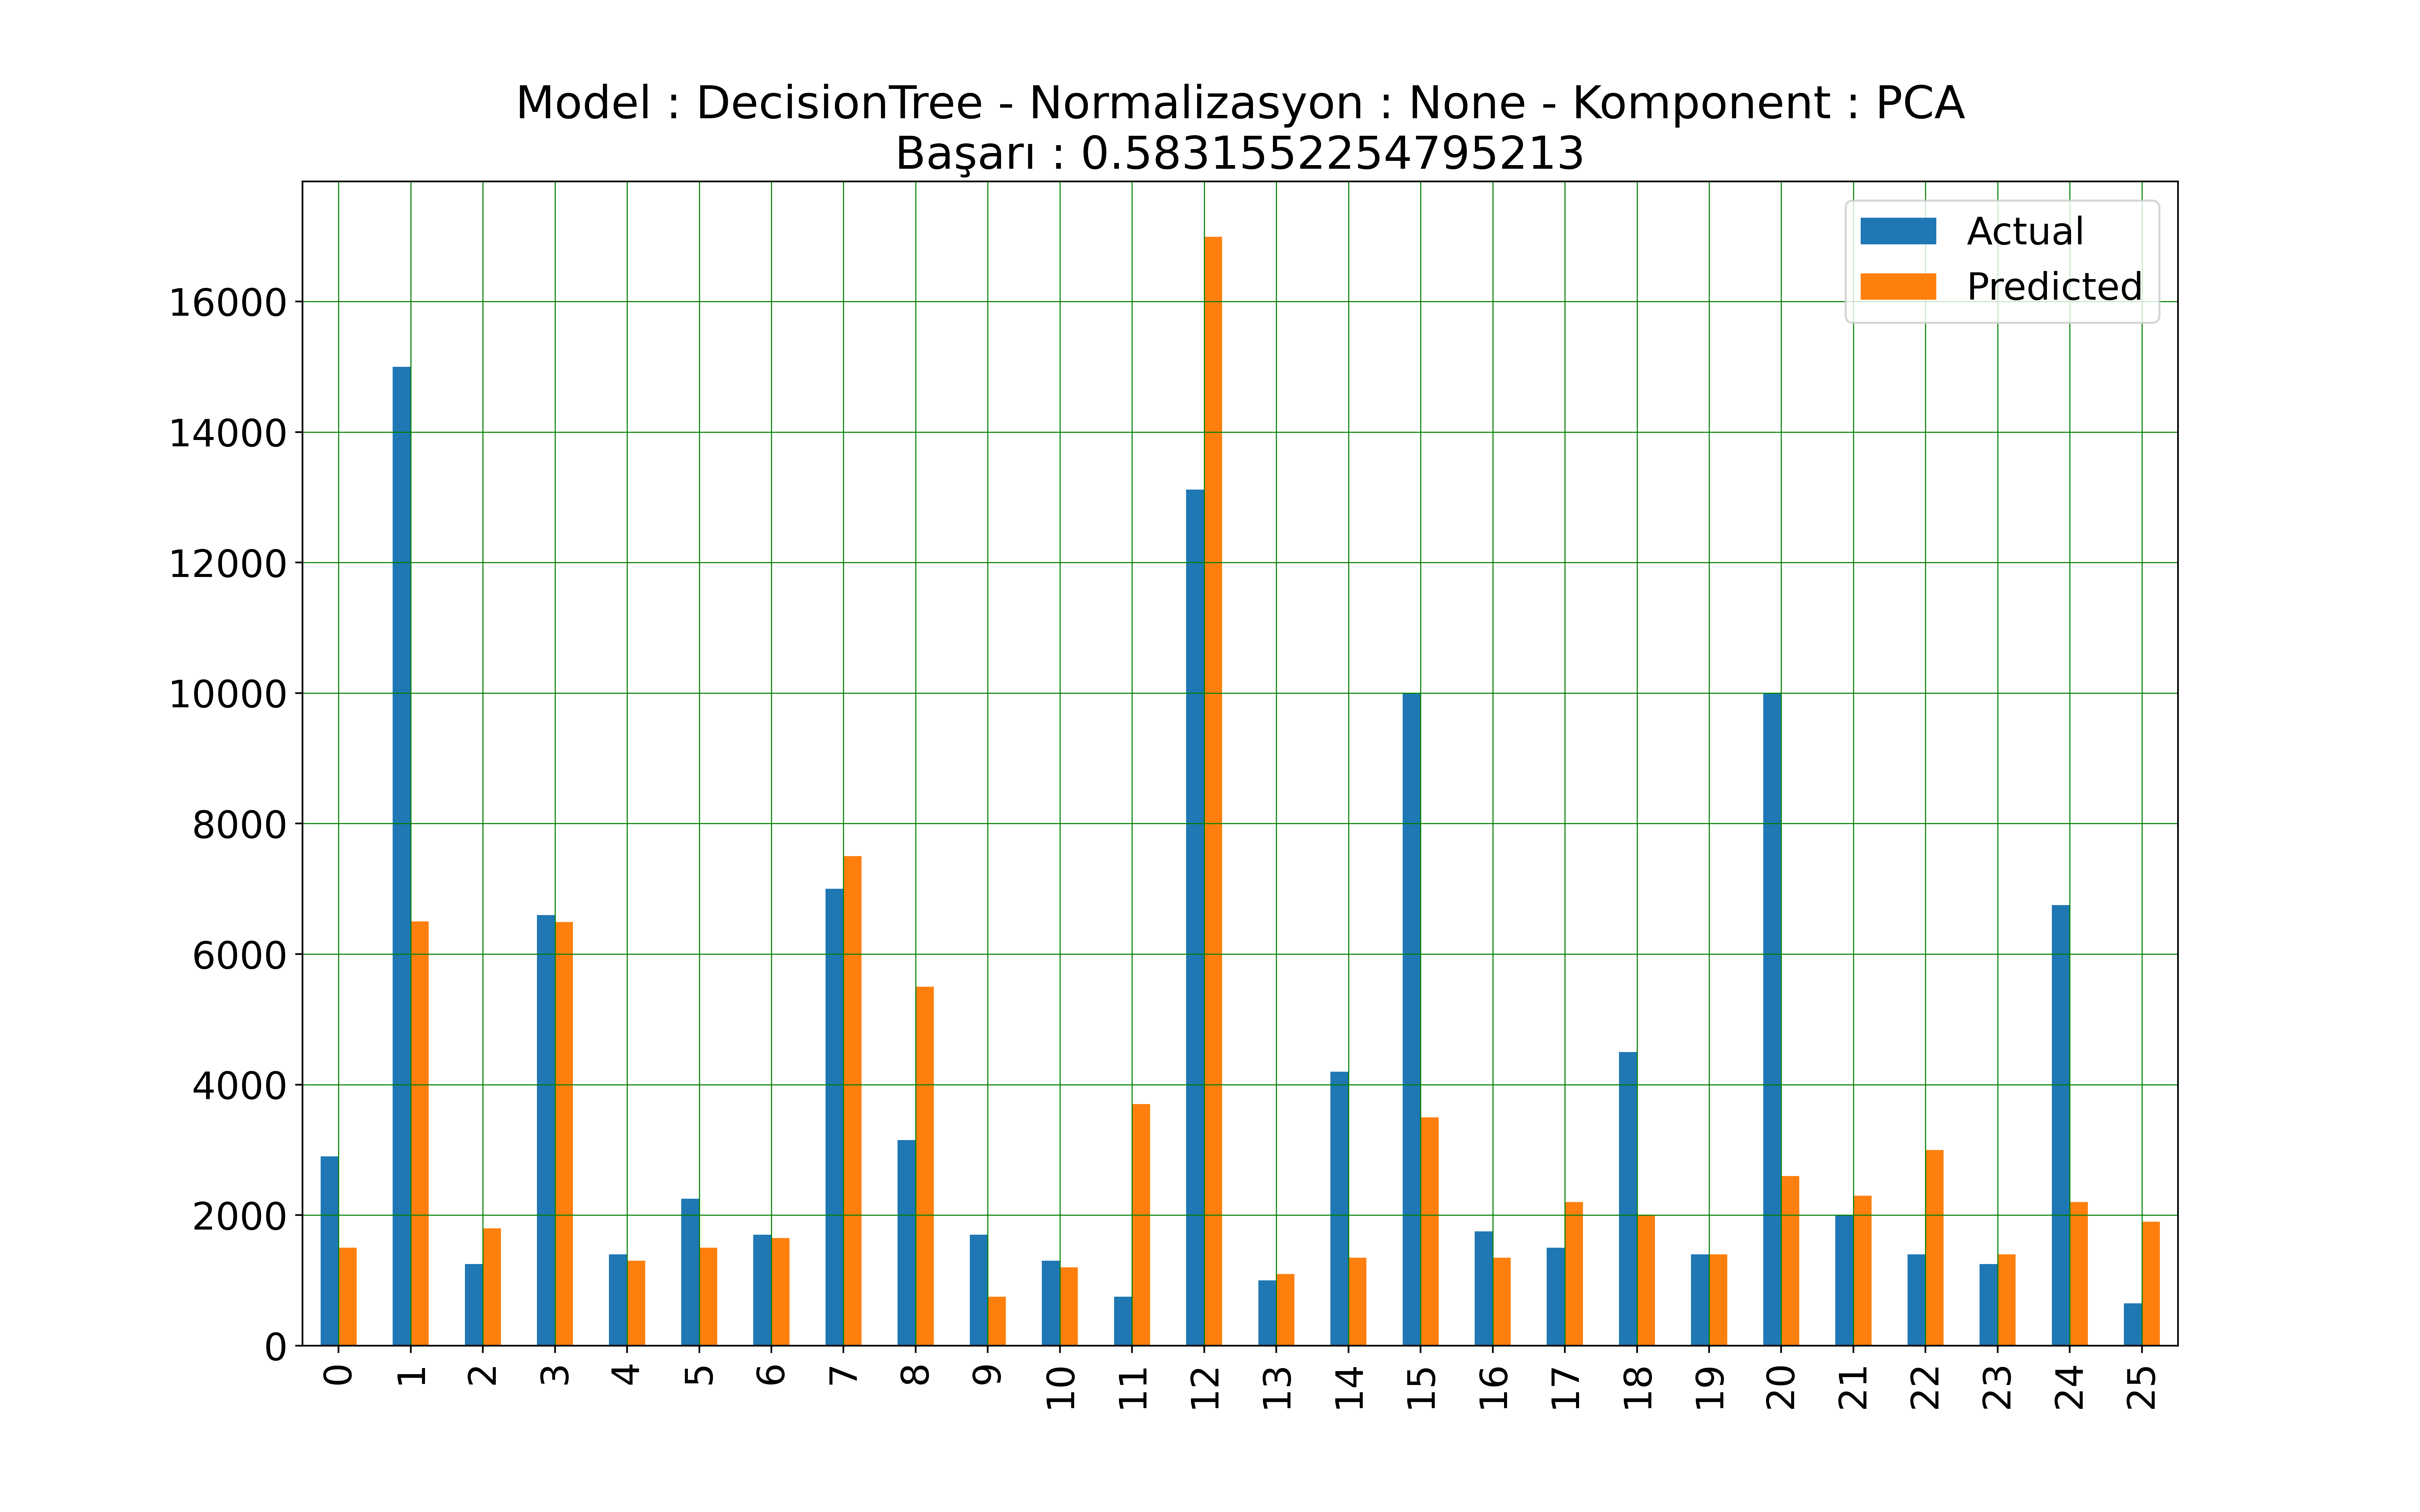 Model : DecisionTree - Normalizasyon : None - Komponent : PCA
Başarı : 0.5831552254795213
Actual
Predicted
16000
14000
12000
10000
8000
6000
4000
2000
0
0 1 2 3 4 5 6 7 8 9 10 11 12 13 14 15 16 17 18 19 20 21 22 23 24 25